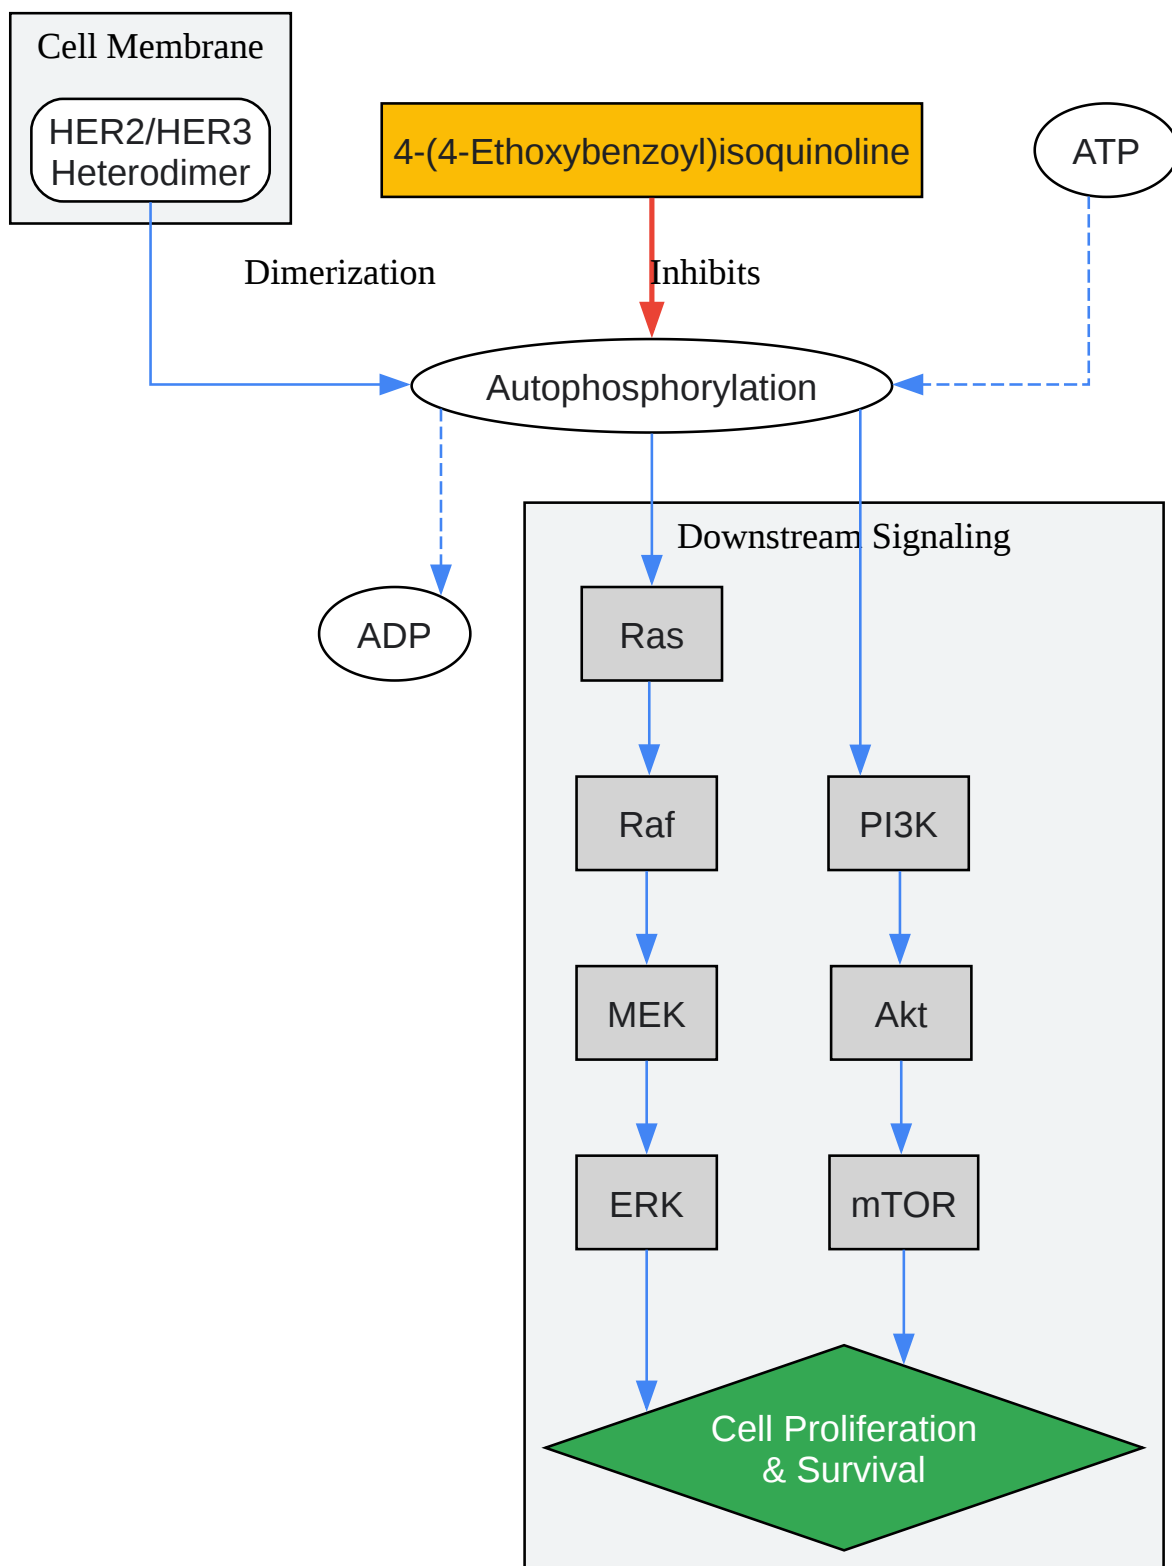 Cell Membrane
HER2/HER3
Heterodimer
4-(4-Ethoxybenzoyl)isoquinoline
ATP
Dimerization
Inhibits
Autophosphorylation
Downstream Signaling
ADP
Ras
Raf
PI3K
MEK
Akt
ERK
mTOR
Cell Proliferation
& Survival